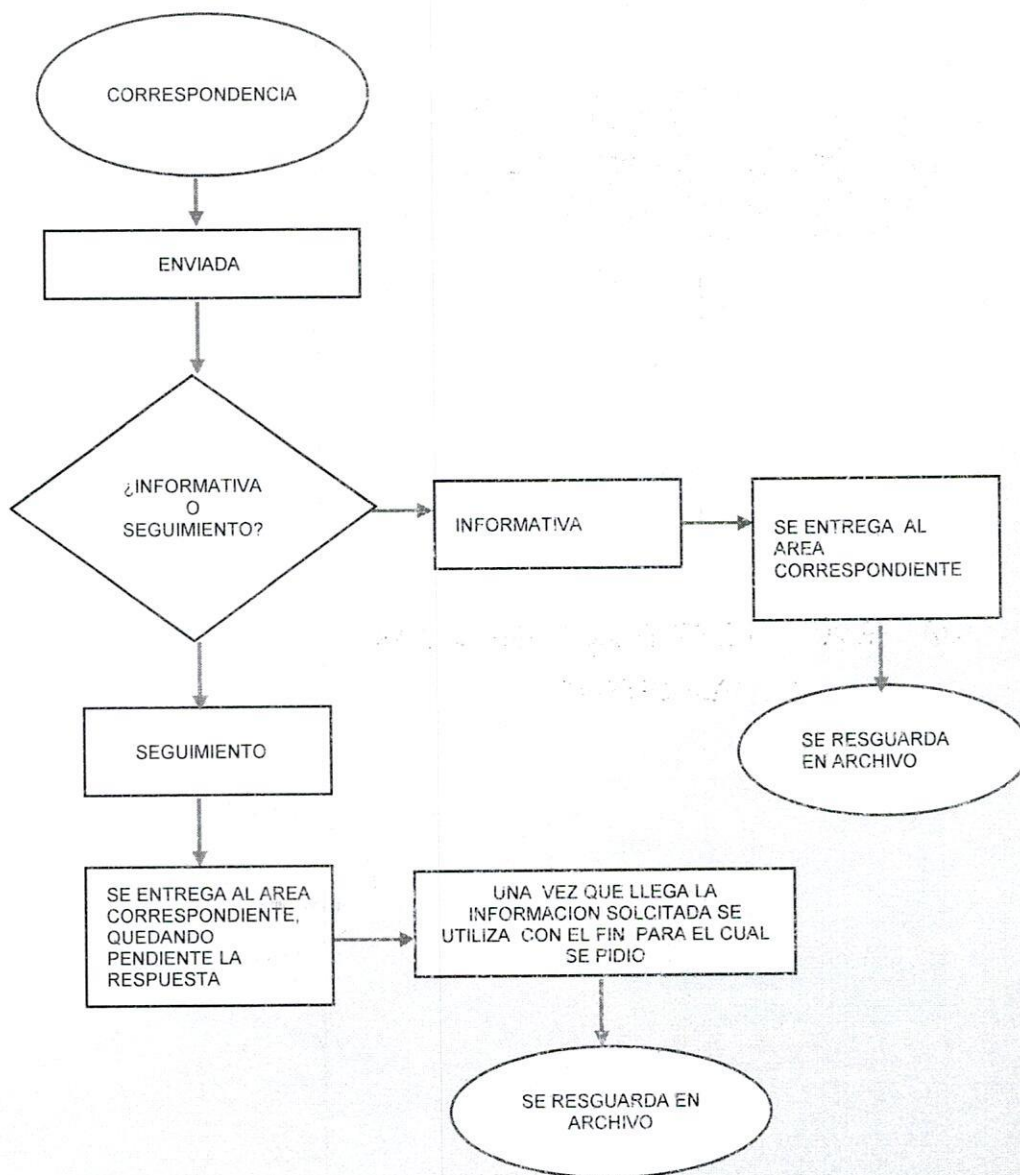 CORRESPONDENCIA
ENVIADA
¿INFORMATIVA
O
SEGUIMIENTO?
INFORMATIVA
SE ENTREGA AL
AREA
CORRESPONDIENTE
SE RESGUARDA
EN ARCHIVO
SEGUIMIENTO
SE ENTREGA AL AREA
CORRESPONDIENTE,
QUEDANDO
PENDIENTE LA
RESPUESTA
UNA VEZ QUE LLEGA LA
INFORMACION SOLCITADA SE
UTILIZA CON EL FIN PARA EL CUAL
SE PIDIO
SE RESGUARDA EN
ARCHIVO